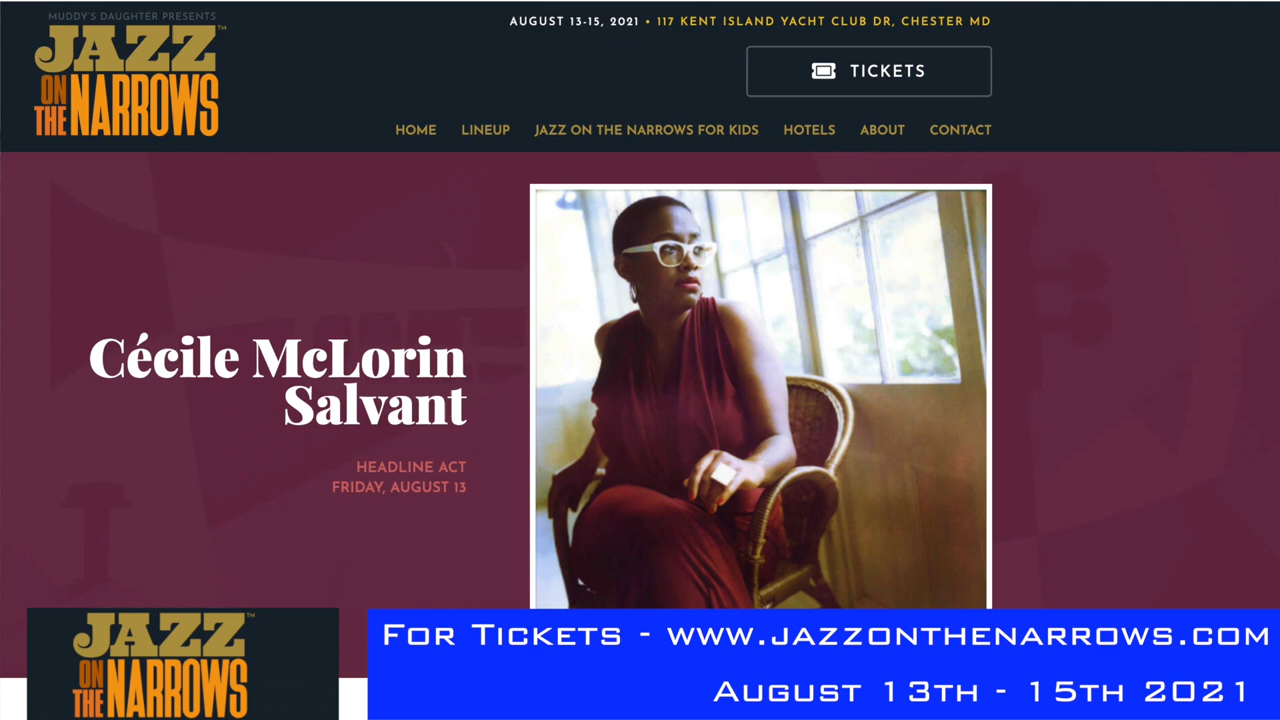 MUDDY'S DAUGHTER PRESENTS
JAZZ™
ON
THE NARROWS
AUGUST 13-15, 2021 • 117 KENT ISLAND YACHT CLUB DR, CHESTER MD
TICKETS
HOME LINEUP JAZZ ON THE NARROWS FOR KIDS HOTELS ABOUT CONTACT
Cécile McLorin
Salvant
HEADLINE ACT
FRIDAY, AUGUST 13
JAZZ™
ON
THE NARROWS
For Tickets - www.jazzonthenarrows.com
August 13th - 15th 2021